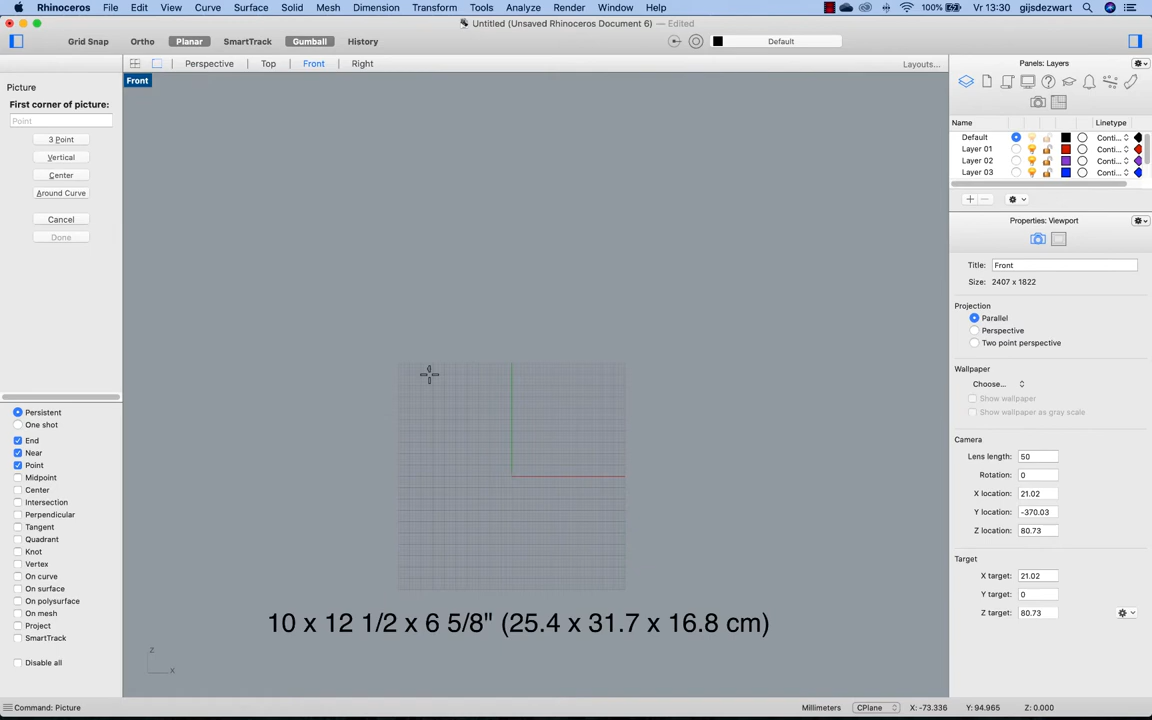 Rhinoceros File Edit View Curve Surface Solid Mesh Dimension Transform Tools Analyze Render Window Help 100% Vr 13:30 gijsdezwart
Untitled (Unsaved Rhinoceros Document 6) — Edited
Grid Snap Ortho Planar SmartTrack Gumball History Default
Perspective Top Front Right Layouts...
Front
Picture
First corner of picture:
Point
3 Point
Vertical
Center
Around Curve
Cancel
Done
Persistent
One shot
End
Near
Point
Midpoint
Center
Intersection
Perpendicular
Tangent
Quadrant
Knot
Vertex
On curve
On surface
On polysurface
On mesh
Project
SmartTrack
Disable all
10 x 12 1/2 x 6 5/8" (25.4 x 31.7 x 16.8 cm)
z
x
Panels: Layers
Name Linetype
Default Conti...
Layer 01 Conti...
Layer 02 Conti...
Layer 03 Conti...
Properties: Viewport
Title: Front
Size: 2407 x 1822
Projection
Parallel
Perspective
Two point perspective
Wallpaper
Choose...
Show wallpaper
Show wallpaper as gray scale
Camera
Lens length: 50
Rotation: 0
X location: 21.02
Y location: -370.03
Z location: 80.73
Target
X target: 21.02
Y target: 0
Z target: 80.73
Command: Picture Millimeters CPlane X: -73.336 Y: 94.965 Z: 0.000